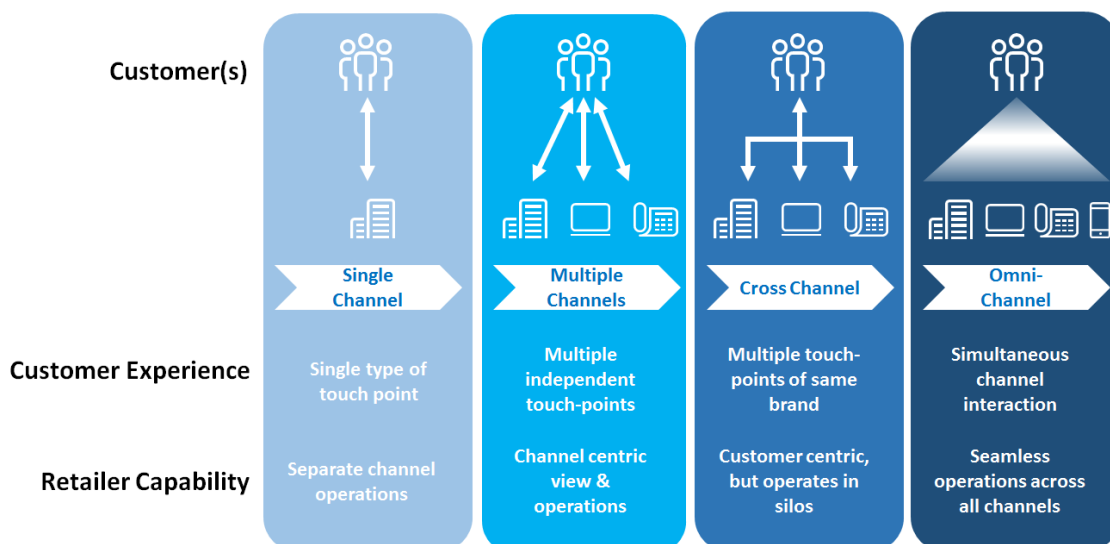 Customer(s)
Single
Channel
Multiple
Channels
Cross Channel
Omni-
Channel
Customer Experience
Single type of
touch point
Multiple
independent
touch-points
Multiple touch-
points of same
brand
Simultaneous
channel
interaction
Retailer Capability
Separate channel
operations
Channel centric
view &
operations
Customer centric,
but operates in
silos
Seamless
operations across
all channels